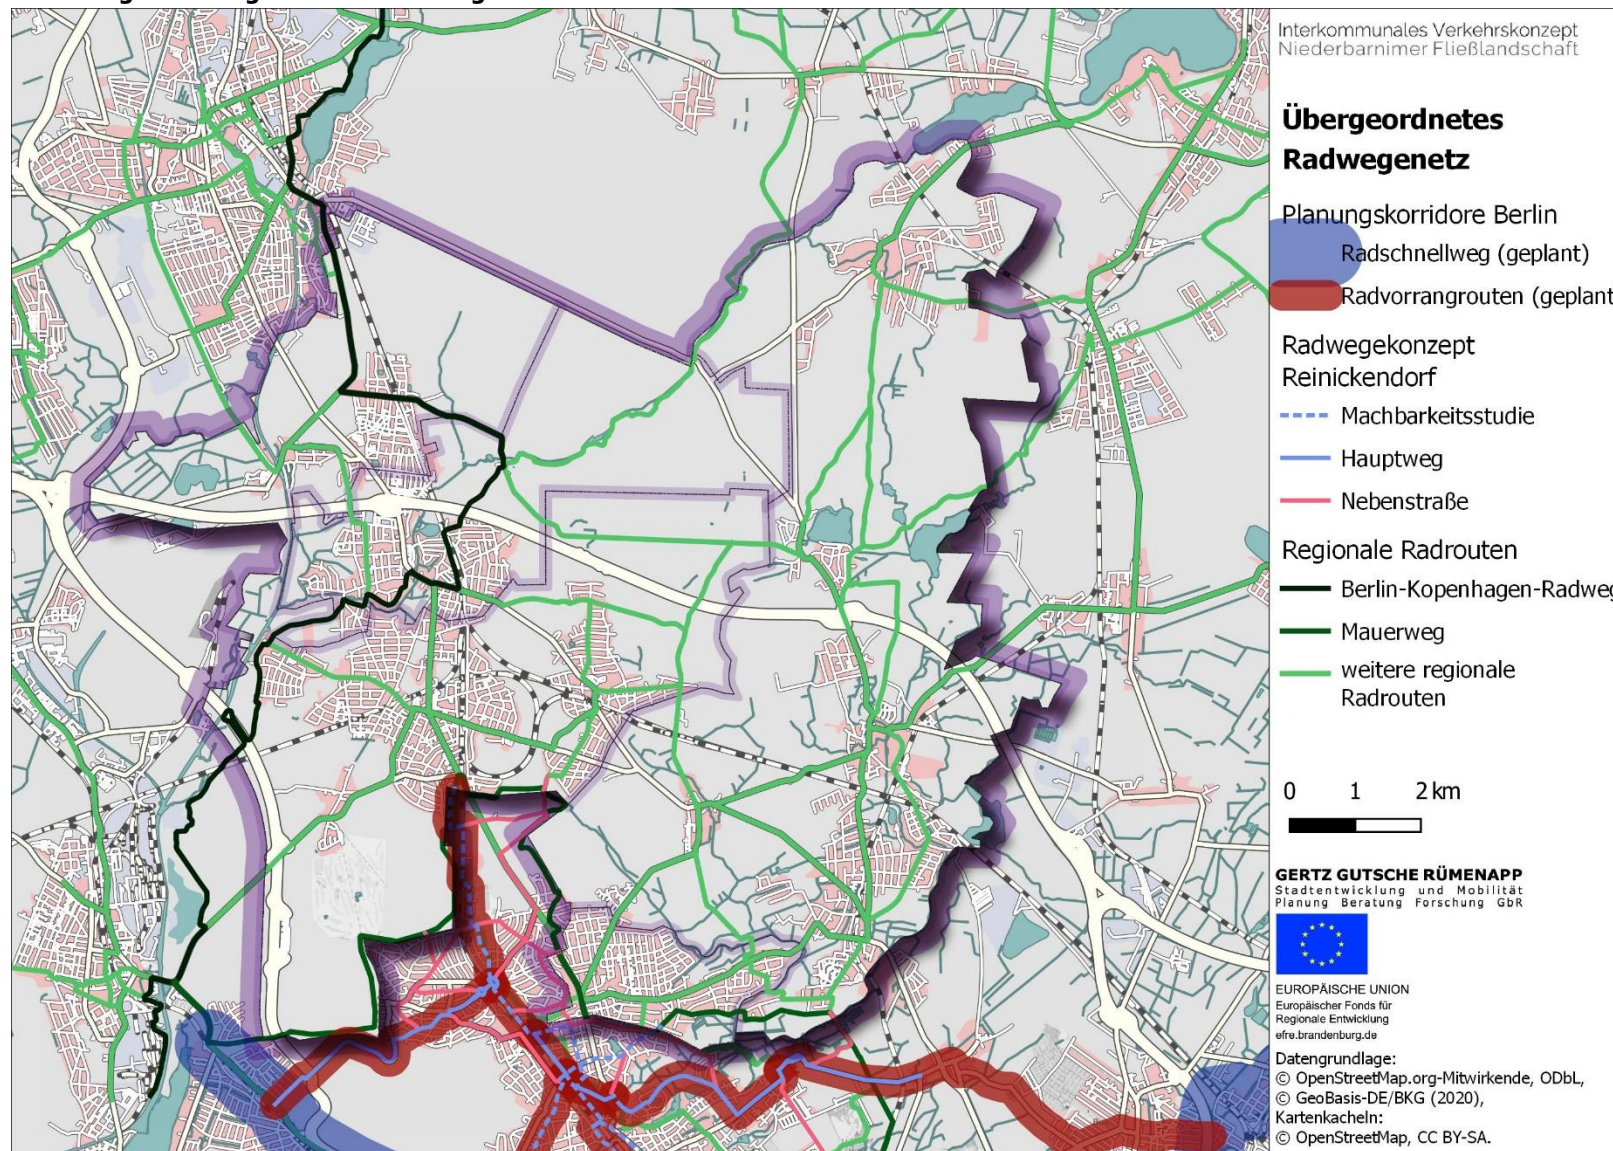 Interkommunales Verkehrskonzept
Niederbarnimer Fließlandschaft
Übergeordnetes
Radwegenetz
Planungskorridore Berlin
Radschnellweg (geplant)
Radvorrangrouten (geplant
Radwegekonzept
Reinickendorf
Machbarkeitsstudie
Hauptweg
Nebenstraße
Regionale Radrouten
Berlin-Kopenhagen-Radweg
Mauerweg
weitere regionale
Radrouten
0 1 2 km
GERTZ GUTSCHE RÜMENAPP
Stadtentwicklung und Mobilität
Planung Beratung Forschung GbR
EUROPÄISCHE UNION
Europäischer Fonds für
Regionale Entwicklung
efre.brandenburg.de
Datengrundlage:
© OpenStreetMap.org-Mitwirkende, ODbL,
© GeoBasis-DE/BKG (2020),
Kartenkacheln:
© OpenStreetMap, CC BY-SA.